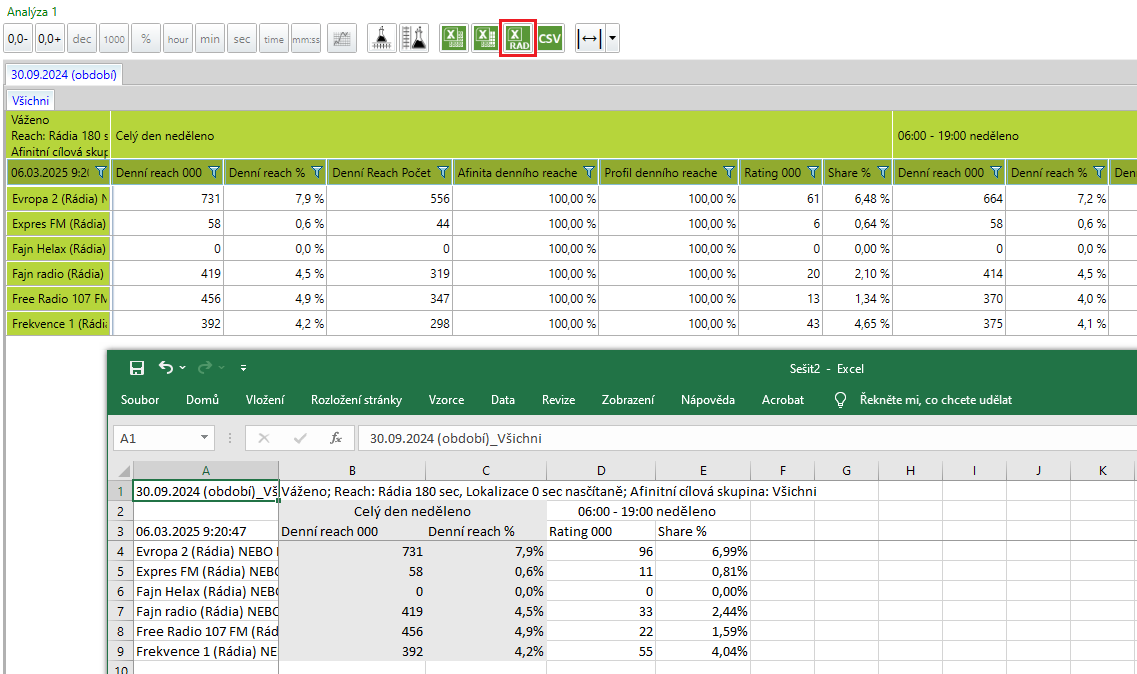 Analýza 1
0,0- 0,0+ dec 1000 % hour min sec time mm:ss RAD CSV
30.09.2024 (období)
Všichni
Váženo
Reach: Rádia 180 s
Afinitní cílová skup
Celý den neděleno 06:00 - 19:00 neděleno
06.03.2025 9:20 Denní reach 000 Denní reach % Denní Reach Počet Afinita denního reache Profil denního reache Rating 000 Share % Denní reach 000 Denní reach % Den
Evropa 2 (Rádia) N 731 7,9 % 556 100,00 % 100,00 % 61 6,48 % 664 7,2 %
Expres FM (Rádia) 58 0,6 % 44 100,00 % 100,00 % 6 0,64 % 58 0,6 %
Fajn Helax (Rádia) 0 0,0 % 0 100,00 % 100,00 % 0 0,00 % 0 0,0 %
Fajn radio (Rádia) 419 4,5 % 319 100,00 % 100,00 % 20 2,10 % 414 4,5 %
Free Radio 107 FM 456 4,9 % 347 100,00 % 100,00 % 13 1,34 % 370 4,0 %
Frekvence 1 (Rádi 392 4,2 % 298 100,00 % 100,00 % 43 4,65 % 375 4,1 %
Sešit2 - Excel
Soubor Domů Vložení Rozložení stránky Vzorce Data Revize Zobrazení Nápověda Acrobat Řekněte mi, co chcete udělat
A1 fx 30.09.2024 (období)_Všichni
A B C D E F G H I J K
1 30.09.2024 (období)_Vši Váženo; Reach: Rádia 180 sec, Lokalizace 0 sec nasčítaně; Afinitní cílová skupina: Všichni
2 Celý den neděleno 06:00 - 19:00 neděleno
3 06.03.2025 9:20:47 Denní reach 000 Denní reach % Rating 000 Share %
4 Evropa 2 (Rádia) NEBO 731 7,9% 96 6,99%
5 Expres FM (Rádia) NEBO 58 0,6% 11 0,81%
6 Fajn Helax (Rádia) NEBO 0 0,0% 0 0,00%
7 Fajn radio (Rádia) NEBO 419 4,5% 33 2,44%
8 Free Radio 107 FM (Rád 456 4,9% 22 1,59%
9 Frekvence 1 (Rádia) NE 392 4,2% 55 4,04%
10